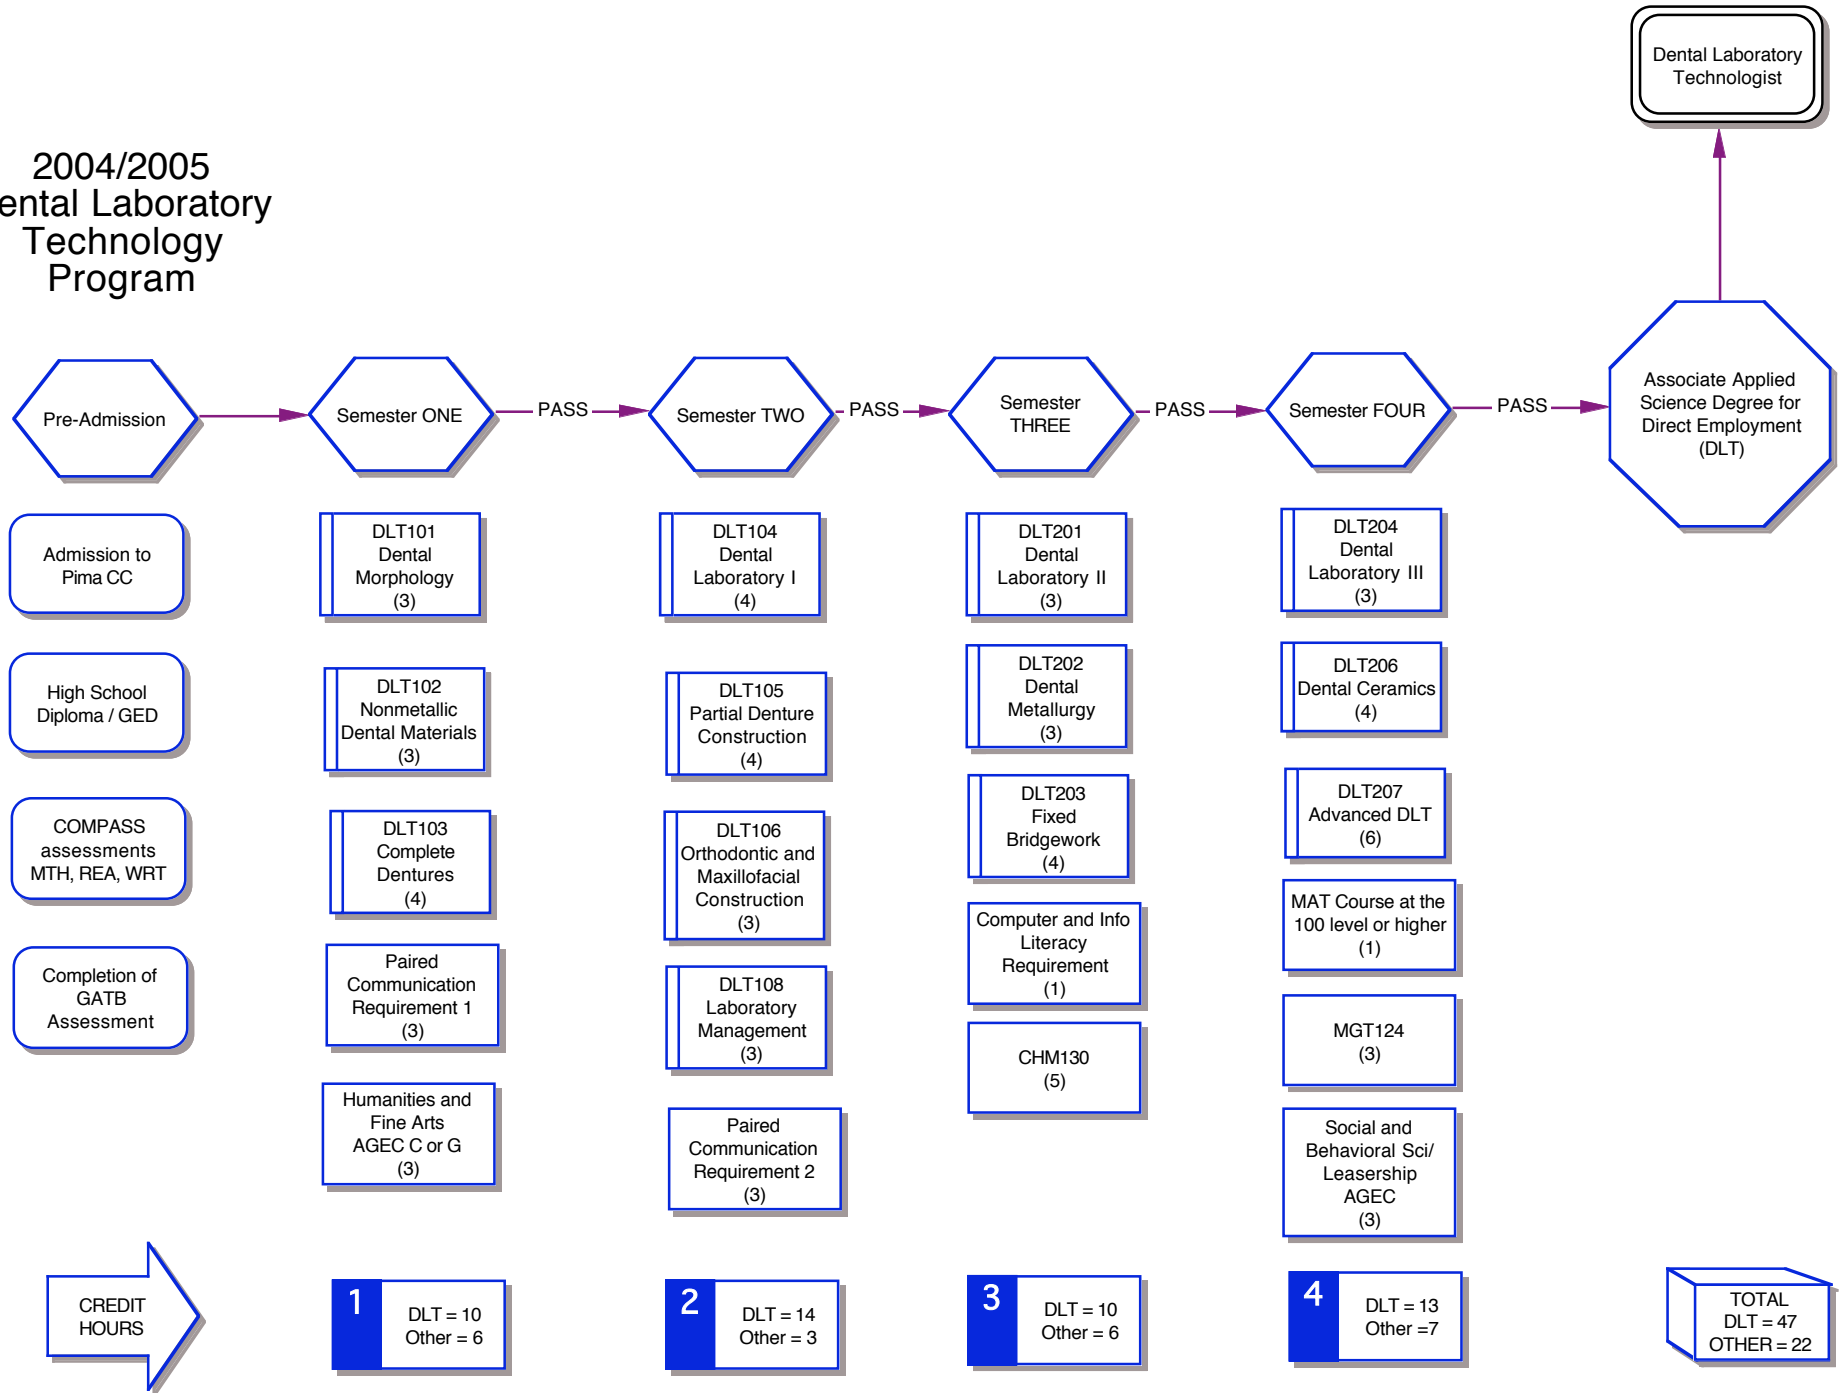 Dental Laboratory
Technologist
2004/2005
ental Laboratory
Technology
Program
Pre-Admission
Semester ONE
PASS
Semester TWO
PASS
Semester
THREE
PASS
Semester FOUR
PASS
Associate Applied
Science Degree for
Direct Employment
(DLT)
Admission to
Pima CC
High School
Diploma / GED
COMPASS
assessments
MTH, REA, WRT
Completion of
GATB
Assessment
DLT101
Dental
Morphology
(3)
DLT102
Nonmetallic
Dental Materials
(3)
DLT103
Complete
Dentures
(4)
Paired
Communication
Requirement 1
(3)
Humanities and
Fine Arts
AGEC C or G
(3)
DLT104
Dental
Laboratory I
(4)
DLT105
Partial Denture
Construction
(4)
DLT106
Orthodontic and
Maxillofacial
Construction
(3)
DLT108
Laboratory
Management
(3)
Paired
Communication
Requirement 2
(3)
DLT201
Dental
Laboratory II
(3)
DLT202
Dental
Metallurgy
(3)
DLT203
Fixed
Bridgework
(4)
Computer and Info
Literacy
Requirement
(1)
CHM130
(5)
DLT204
Dental
Laboratory III
(3)
DLT206
Dental Ceramics
(4)
DLT207
Advanced DLT
(6)
MAT Course at the
100 level or higher
(1)
MGT124
(3)
Social and
Behavioral Sci/
Leasership
AGEC
(3)
CREDIT
HOURS
1
DLT = 10
Other = 6
2
DLT = 14
Other = 3
3
DLT = 10
Other = 6
4
DLT = 13
Other =7
TOTAL
DLT = 47
OTHER = 22